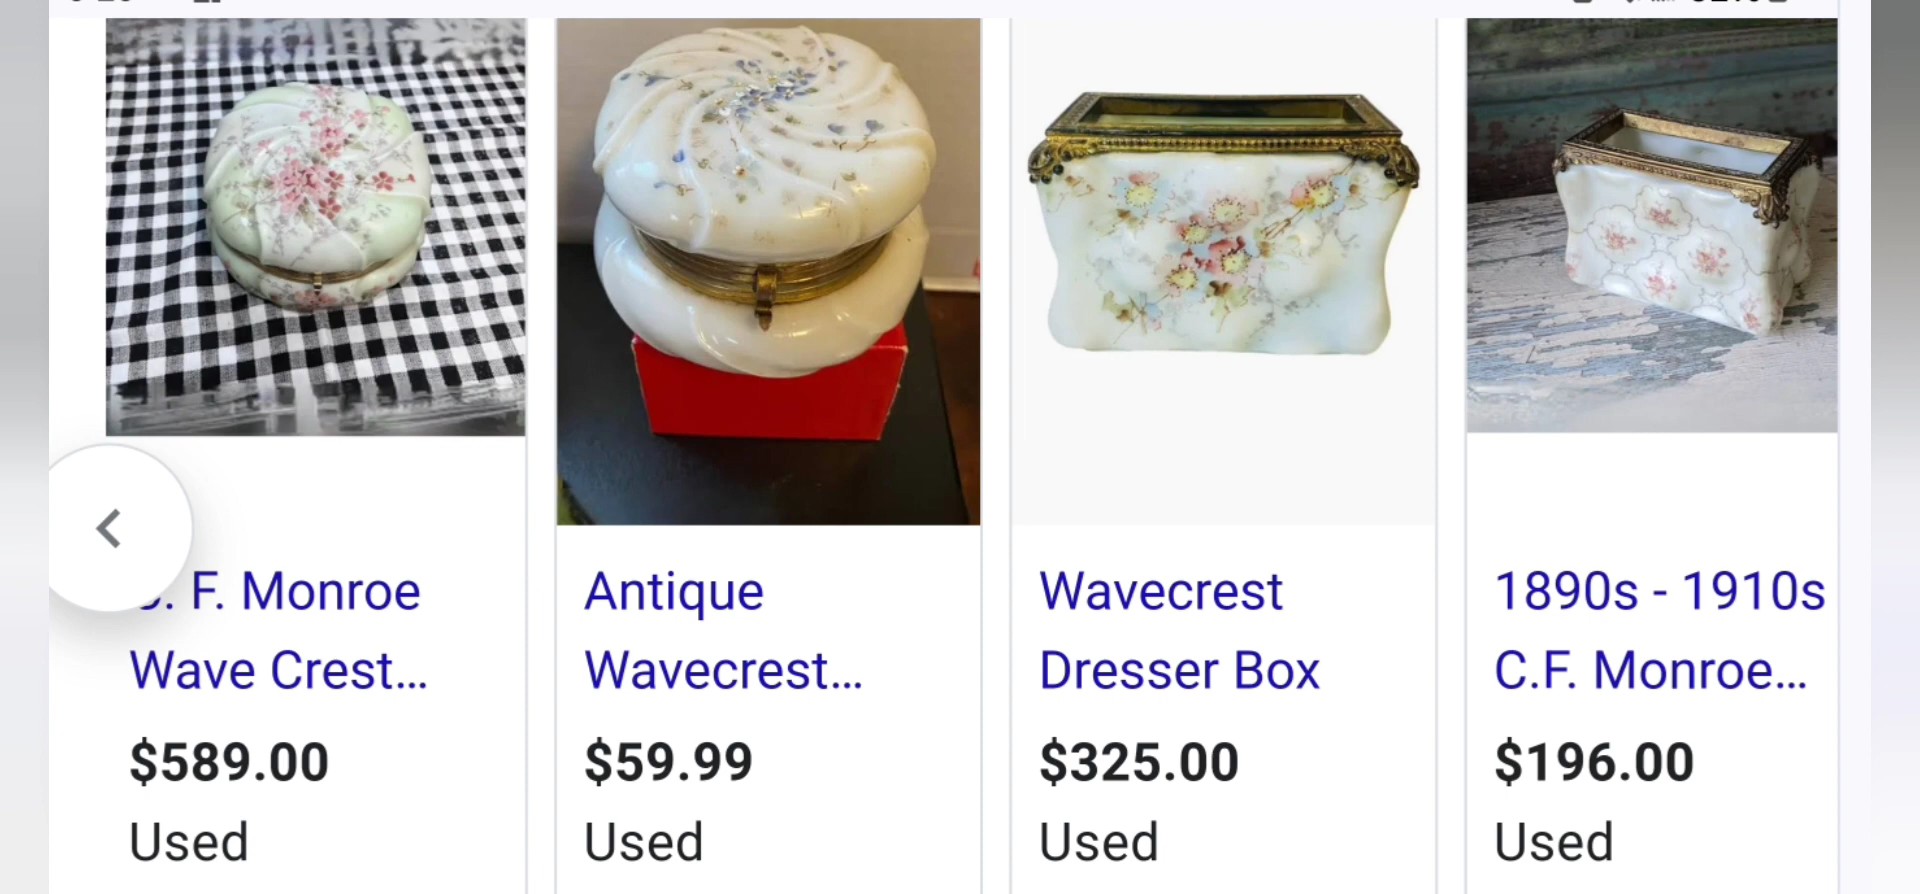 F. Monroe
Wave Crest...
$589.00
Used
Antique
Wavecrest...
$59.99
Used
Wavecrest
Dresser Box
$325.00
Used
1890s - 1910s
C.F. Monroe...
$196.00
Used